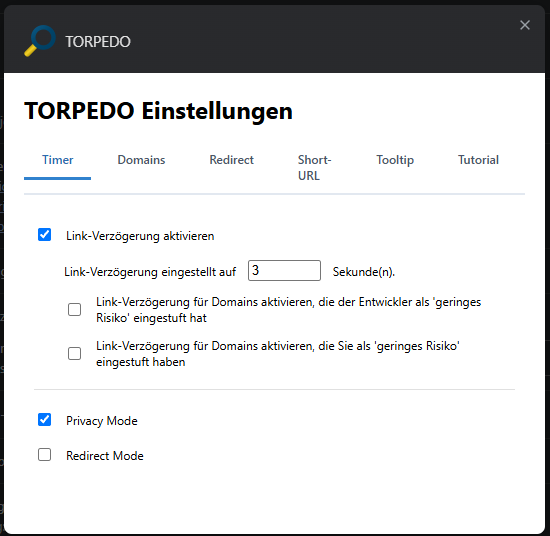 TORPEDO
TORPEDO Einstellungen
Timer Domains Redirect Short-URL Tooltip Tutorial
Link-Verzögerung aktivieren
Link-Verzögerung eingestellt auf 3 Sekunde(n).
Link-Verzögerung für Domains aktivieren, die der Entwickler als 'geringes
Risiko' eingestuft hat
Link-Verzögerung für Domains aktivieren, die Sie als 'geringes Risiko'
eingestuft haben
Privacy Mode
Redirect Mode